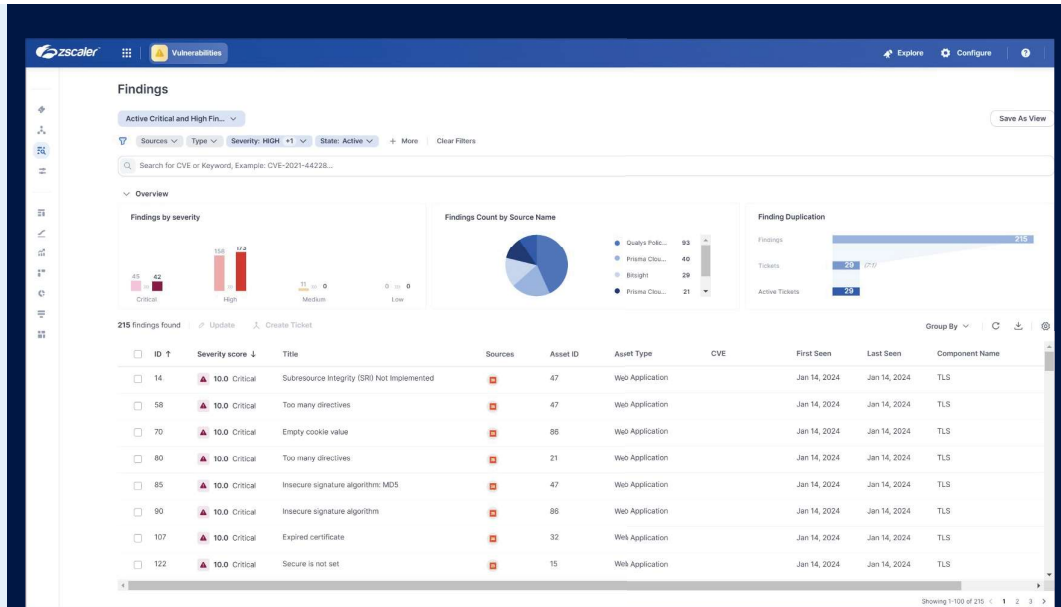 zscaler
Vulnerabilities
Explore
Configure
Findings
Active Critical and High Fin...
Save As View
Sources
Type
Severity: HIGH +1
State: Active
+ More
Clear Filters
Search for CVE or Keyword, Example: CVE-2021-44228...
Overview
Findings by severity
45 42
Critical
158 173
High
11 0
Medium
0 0
Low
Findings Count by Source Name
Qualys Polic... 93
Prisma Clou... 40
Bitsight 29
Prisma Clou... 21
Finding Duplication
Findings 215
Tickets 29
Active Tickets 29
215 findings found Update Create Ticket
Group By
ID ↑ Severity score ↓ Title Sources Asset ID Asset Type CVE First Seen Last Seen Component Name
14 10.0 Critical Subresource Integrity (SRI) Not Implemented 47 Web Application Jan 14, 2024 Jan 14, 2024 TLS
58 10.0 Critical Too many directives 47 Web Application Jan 14, 2024 Jan 14, 2024 TLS
70 10.0 Critical Empty cookie value 86 Web Application Jan 14, 2024 Jan 14, 2024 TLS
80 10.0 Critical Too many directives 21 Web Application Jan 14, 2024 Jan 14, 2024 TLS
85 10.0 Critical Insecure signature algorithm: MD5 47 Web Application Jan 14, 2024 Jan 14, 2024 TLS
90 10.0 Critical Insecure signature algorithm 86 Web Application Jan 14, 2024 Jan 14, 2024 TLS
107 10.0 Critical Expired certificate 32 Web Application Jan 14, 2024 Jan 14, 2024 TLS
122 10.0 Critical Secure is not set 15 Web Application Jan 14, 2024 Jan 14, 2024 TLS
Showing 1-100 of 215 < 1 2 3 >